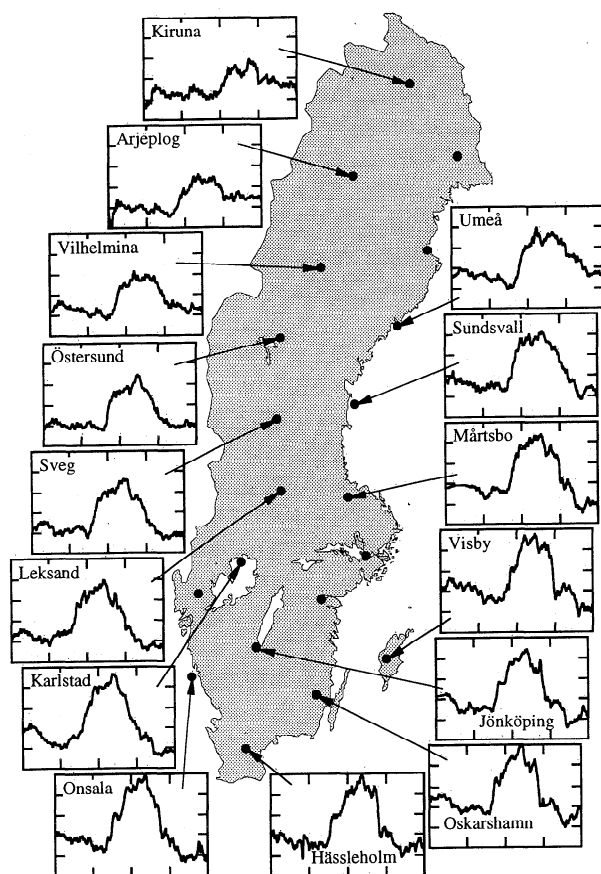 Kiruna
Arjeplog
Vilhelmina
Östersund
Sveg
Leksand
Karlstad
Onsala
Umeå
Sundsvall
Mårtsbo
Visby
Jönköping
Oskarshamn
Hässleholm